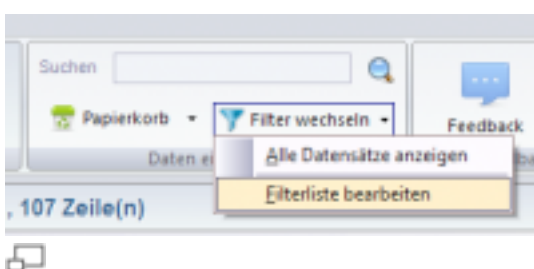 Suchen
Papierkorb Filter wechseln
Feedback
Daten
Alle Datensätze anzeigen
Filterliste bearbeiten
, 107 Zeile(n)